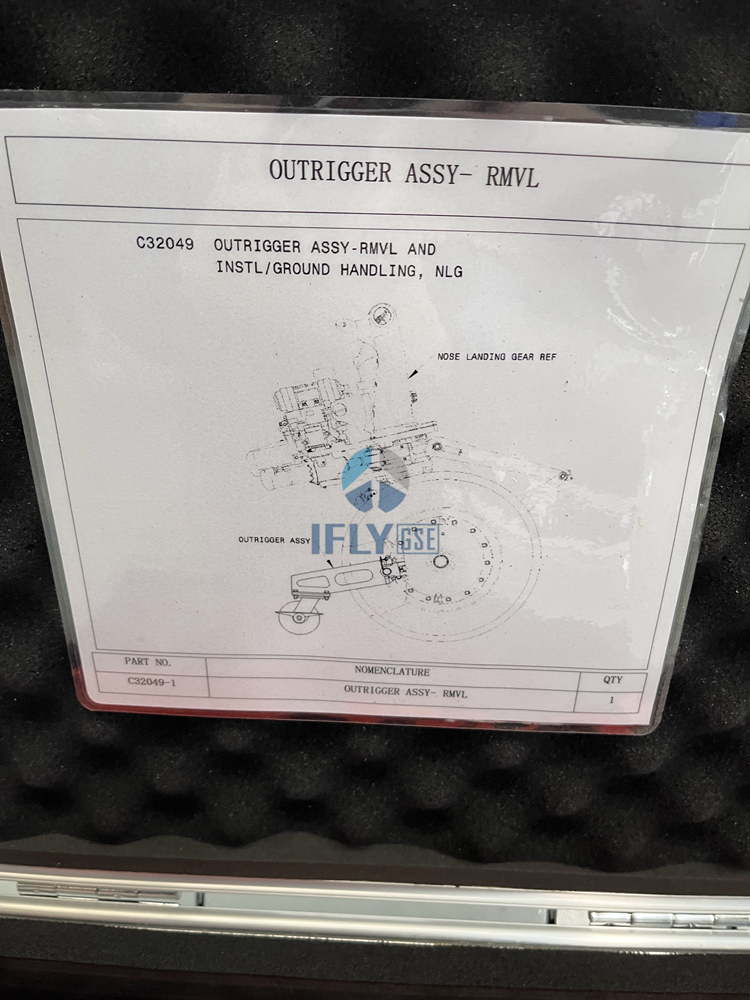 OUTRIGGER ASSY- RMVL
C32049 OUTRIGGER ASSY-RMVL AND
INSTL/GROUND HANDLING, NLG
NOSE LANDING GEAR REF
IFLY GSE
OUTRIGGER ASSY
PART NO. NOMENCLATURE QTY
C32049-1 OUTRIGGER ASSY- RMVL 1